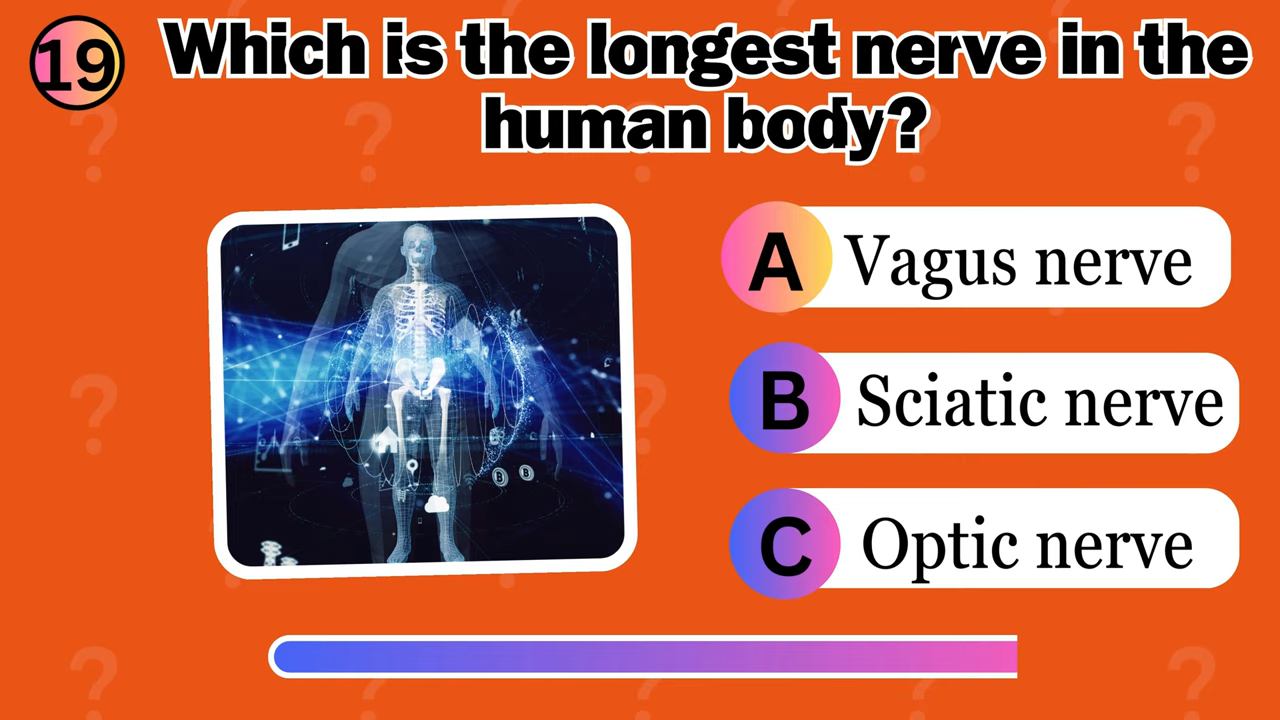 19
Which is the longest nerve in the
human body?
A Vagus nerve
B Sciatic nerve
C Optic nerve